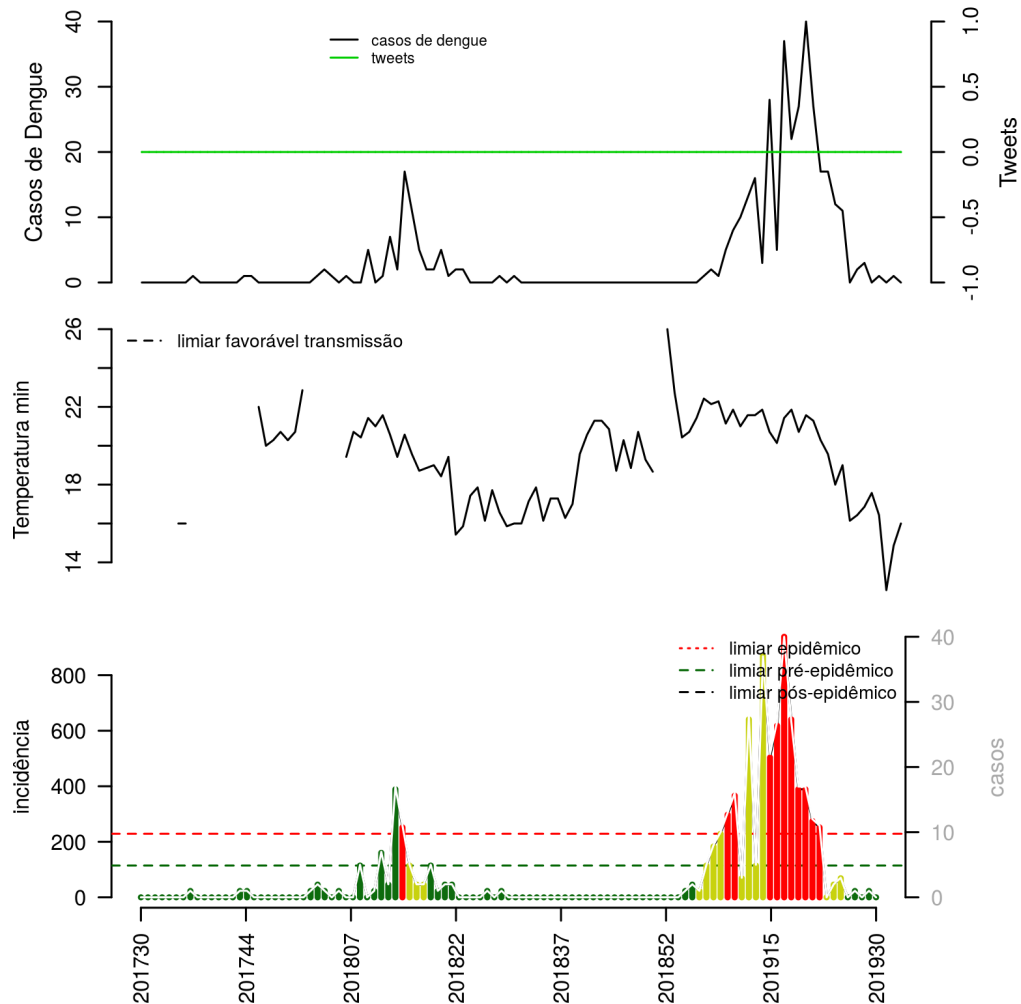 casos de dengue
tweets
Casos de Dengue
0
10
20
30
40
-1.0
-0.5
0.0
0.5
1.0
Tweets
limiar favorável transmissão
Temperatura min
14
18
22
26
limiar epidêmico
limiar pré-epidêmico
limiar pós-epidêmico
incidência
0
200
400
600
800
0
10
20
30
40
casos
201730
201744
201807
201822
201837
201852
201915
201930